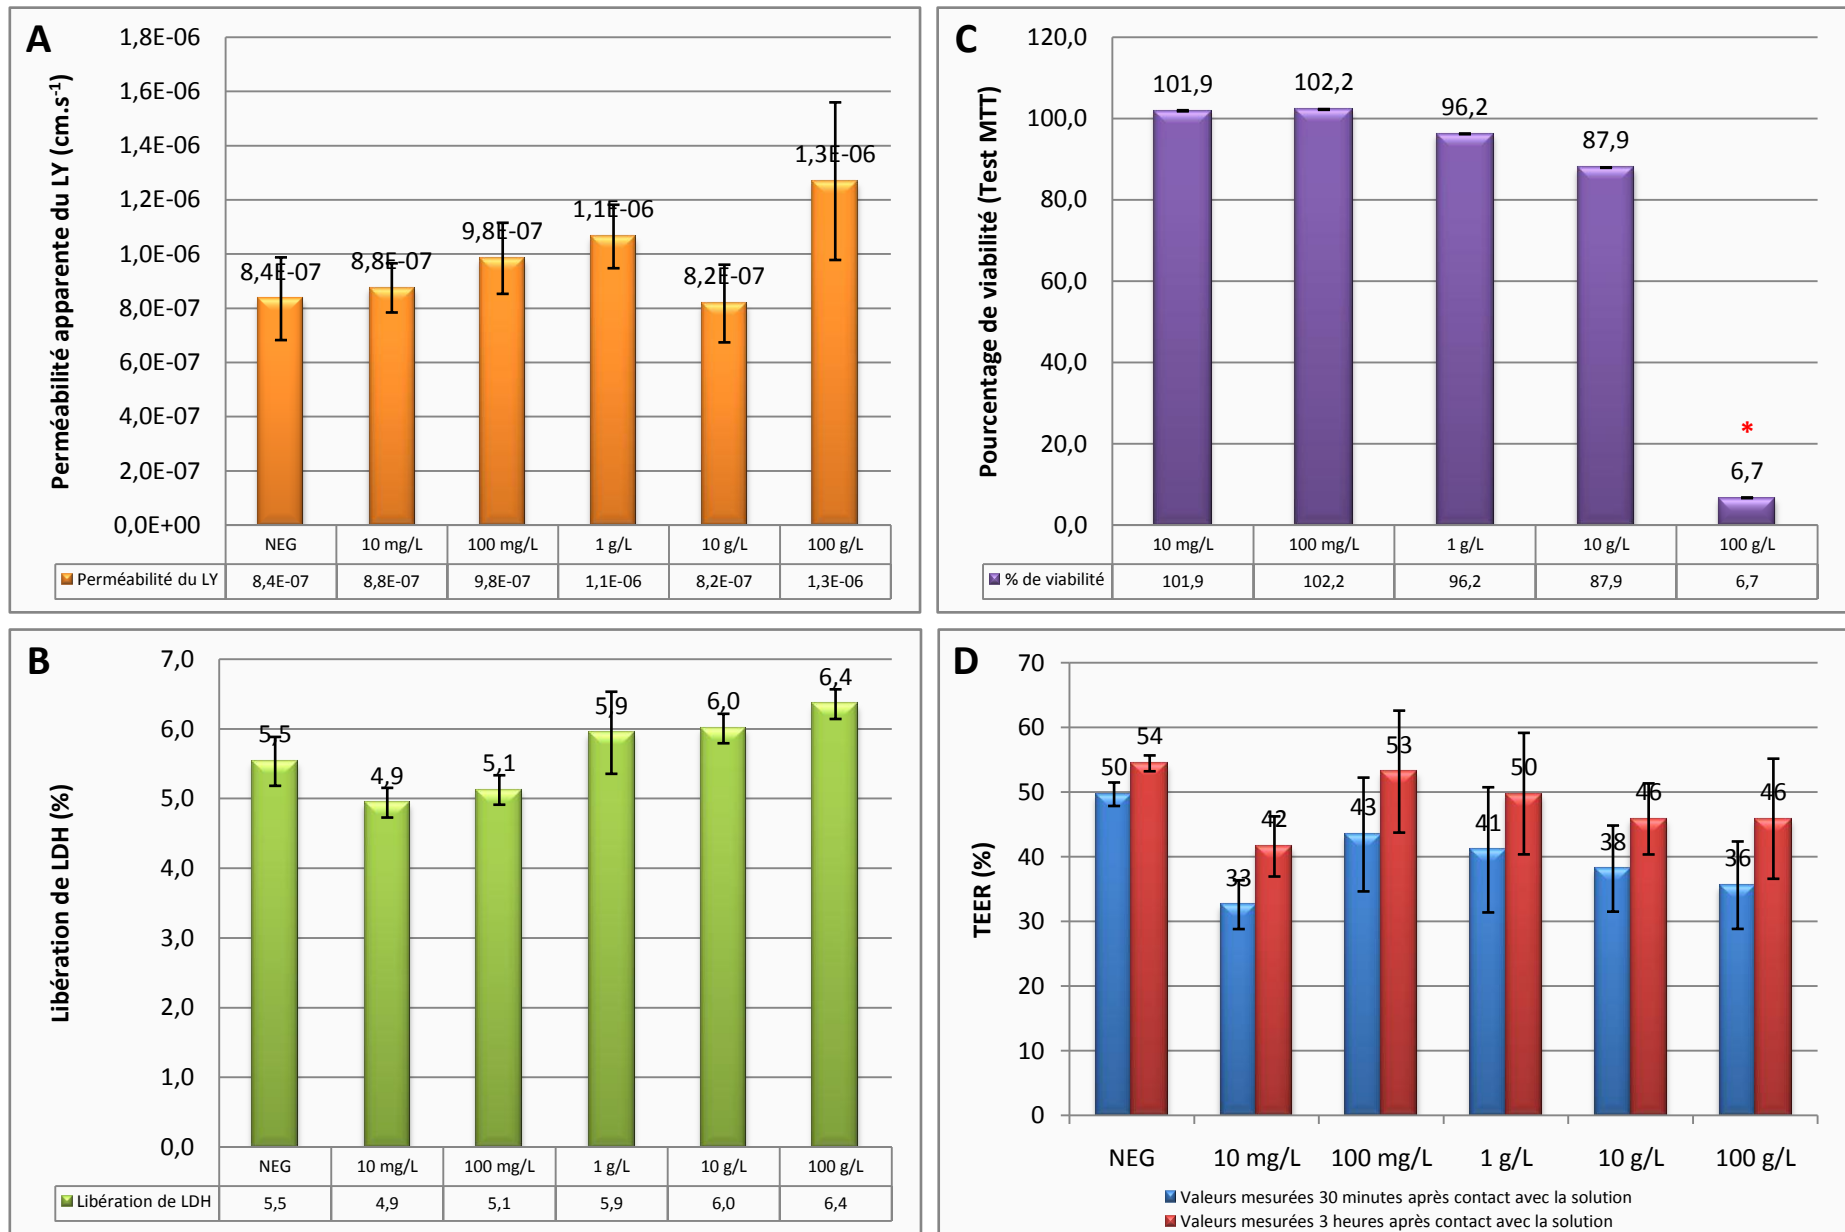 A
Perméabilité apparente du LY (cm.s⁻¹)
1,8E-06
1,6E-06
1,4E-06
1,2E-06
1,0E-06
8,0E-07
6,0E-07
4,0E-07
2,0E-07
0,0E+00
8,4E-07 8,8E-07 9,8E-07 1,1E-06 8,2E-07 1,3E-06
NEG 10 mg/L 100 mg/L 1 g/L 10 g/L 100 g/L
Perméabilité du LY 8,4E-07 8,8E-07 9,8E-07 1,1E-06 8,2E-07 1,3E-06
C
Pourcentage de viabilité (Test MTT)
120,0
100,0
80,0
60,0
40,0
20,0
0,0
101,9 102,2 96,2 87,9 6,7
*
10 mg/L 100 mg/L 1 g/L 10 g/L 100 g/L
% de viabilité 101,9 102,2 96,2 87,9 6,7
B
Libération de LDH (%)
7,0
6,0
5,0
4,0
3,0
2,0
1,0
0,0
5,5 4,9 5,1 5,9 6,0 6,4
NEG 10 mg/L 100 mg/L 1 g/L 10 g/L 100 g/L
Libération de LDH 5,5 4,9 5,1 5,9 6,0 6,4
D
TEER (%)
70
60
50
40
30
20
10
0
50 54 33 42 43 53 41 50 38 46 36 46
NEG 10 mg/L 100 mg/L 1 g/L 10 g/L 100 g/L
Valeurs mesurées 30 minutes après contact avec la solution
Valeurs mesurées 3 heures après contact avec la solution